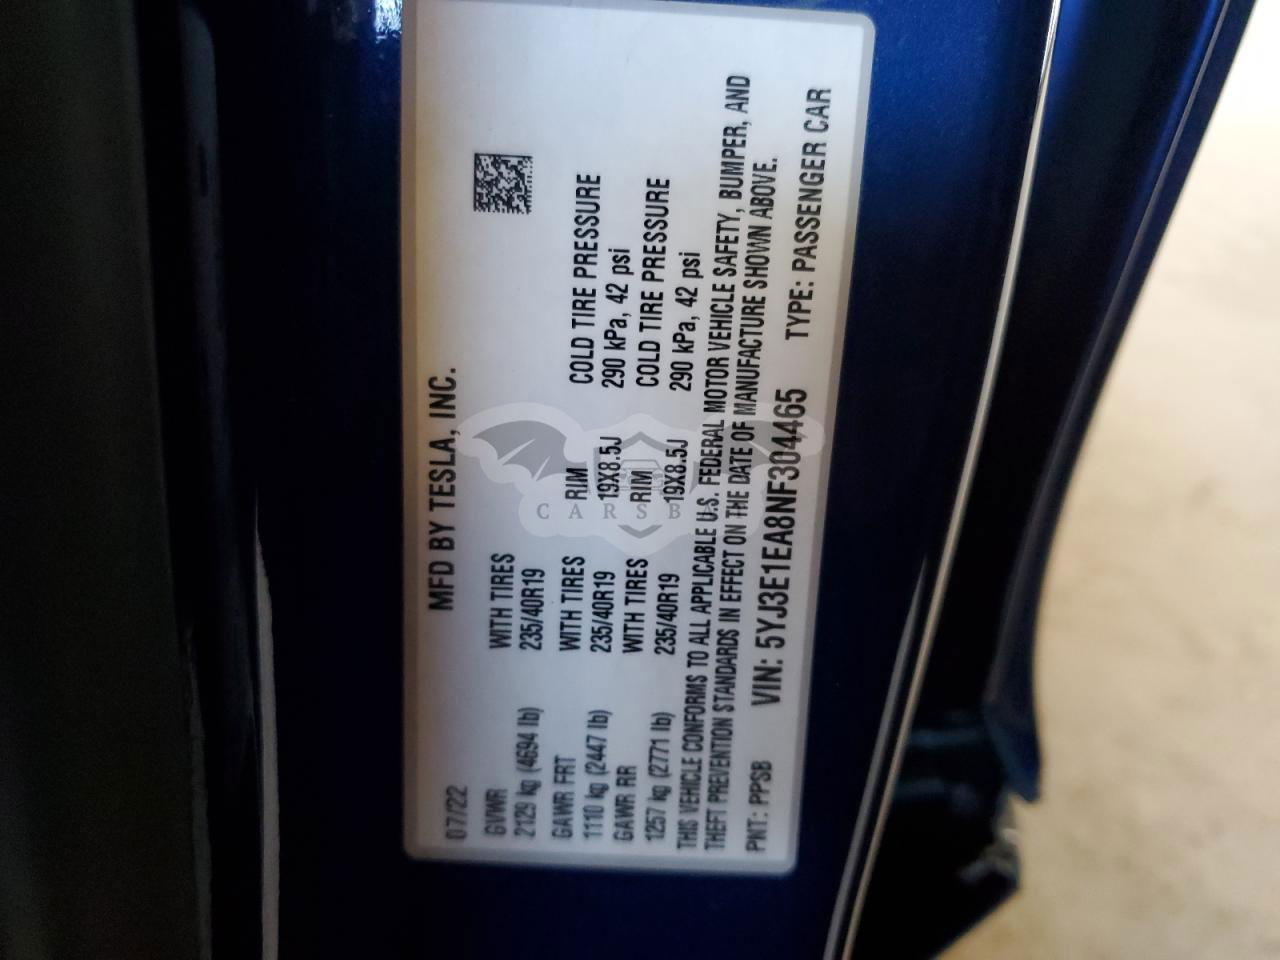 MFD BY TESLA, INC.
07/22
GVWR WITH TIRES
2129 kg (4694 lb) 235/40R19
GAWR FRT WITH TIRES RIM COLD TIRE PRESSURE
1110 kg (2447 lb) 235/40R19 19X8.5J 290 kPa, 42 psi
GAWR RR WITH TIRES RIM COLD TIRE PRESSURE
1257 kg (2771 lb) 235/40R19 19X8.5J 290 kPa, 42 psi
THIS VEHICLE CONFORMS TO ALL APPLICABLE U.S. FEDERAL MOTOR VEHICLE SAFETY, BUMPER, AND
THEFT PREVENTION STANDARDS IN EFFECT ON THE DATE OF MANUFACTURE SHOWN ABOVE.
PNT: PPSB VIN: 5YJ3E1EA8NF304465 TYPE: PASSENGER CAR